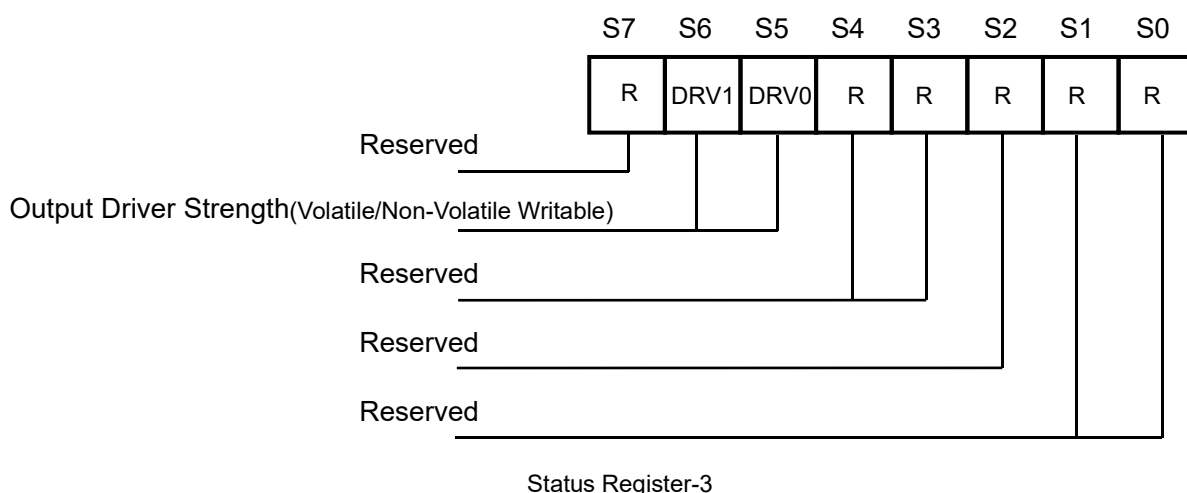 S7 S6 S5 S4 S3 S2 S1 S0
R DRV1 DRV0 R R R R R
Reserved
Output Driver Strength(Volatile/Non-Volatile Writable)
Reserved
Reserved
Reserved
Status Register-3